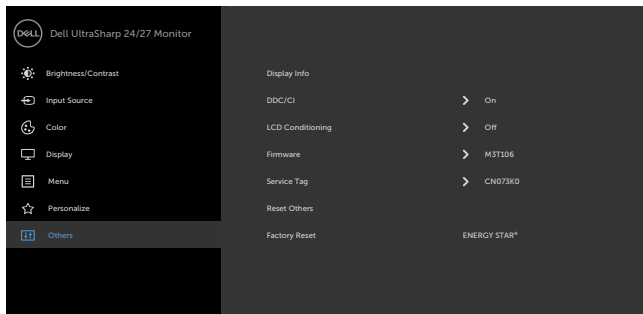 DELL Dell UltraSharp 24/27 Monitor
Brightness/Contrast
Input Source
Color
Display
Menu
Personalize
Others
Display Info
DDC/CI On
LCD Conditioning Off
Firmware M3T106
Service Tag CN073K0
Reset Others
Factory Reset ENERGY STAR®